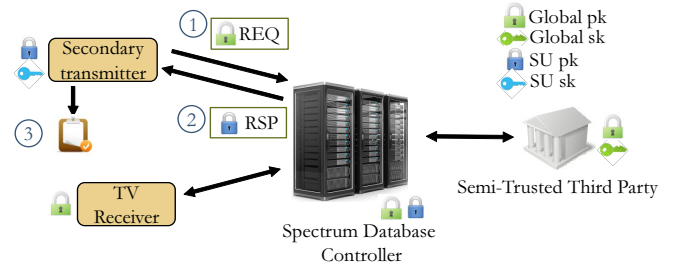 1
REQ
Global pk
Global sk
SU pk
SU sk
Secondary
transmitter
2
RSP
3
TV
Receiver
Semi-Trusted Third Party
Spectrum Database
Controller